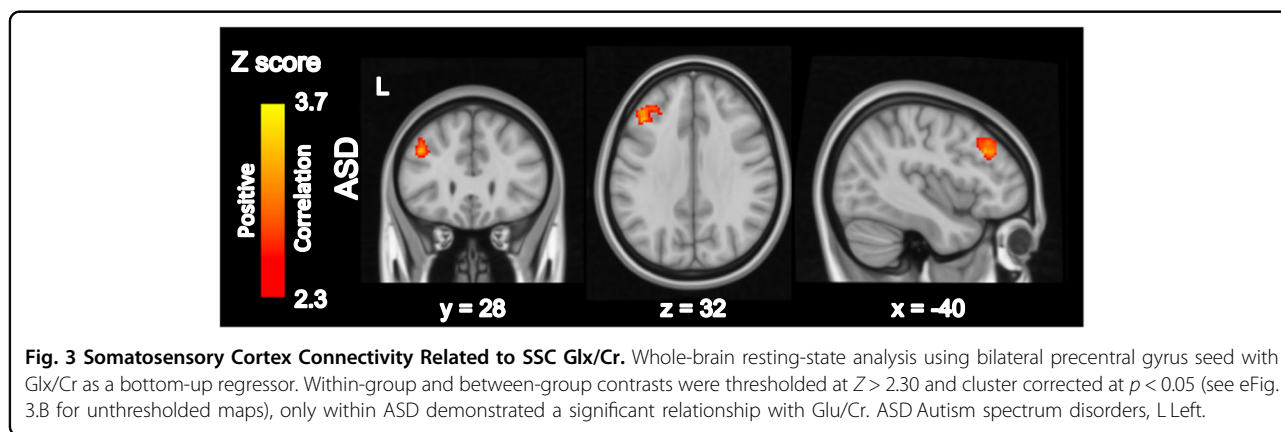 Z score
3.7
Positive
Correlation
2.3
ASD
L
y = 28
z = 32
x = -40
Fig. 3 Somatosensory Cortex Connectivity Related to SSC Glx/Cr. Whole-brain resting-state analysis using bilateral precentral gyrus seed with
Glx/Cr as a bottom-up regressor. Within-group and between-group contrasts were thresholded at Z > 2.30 and cluster corrected at p < 0.05 (see eFig.
3.B for unthresholded maps), only within ASD demonstrated a significant relationship with Glu/Cr. ASD Autism spectrum disorders, L Left.